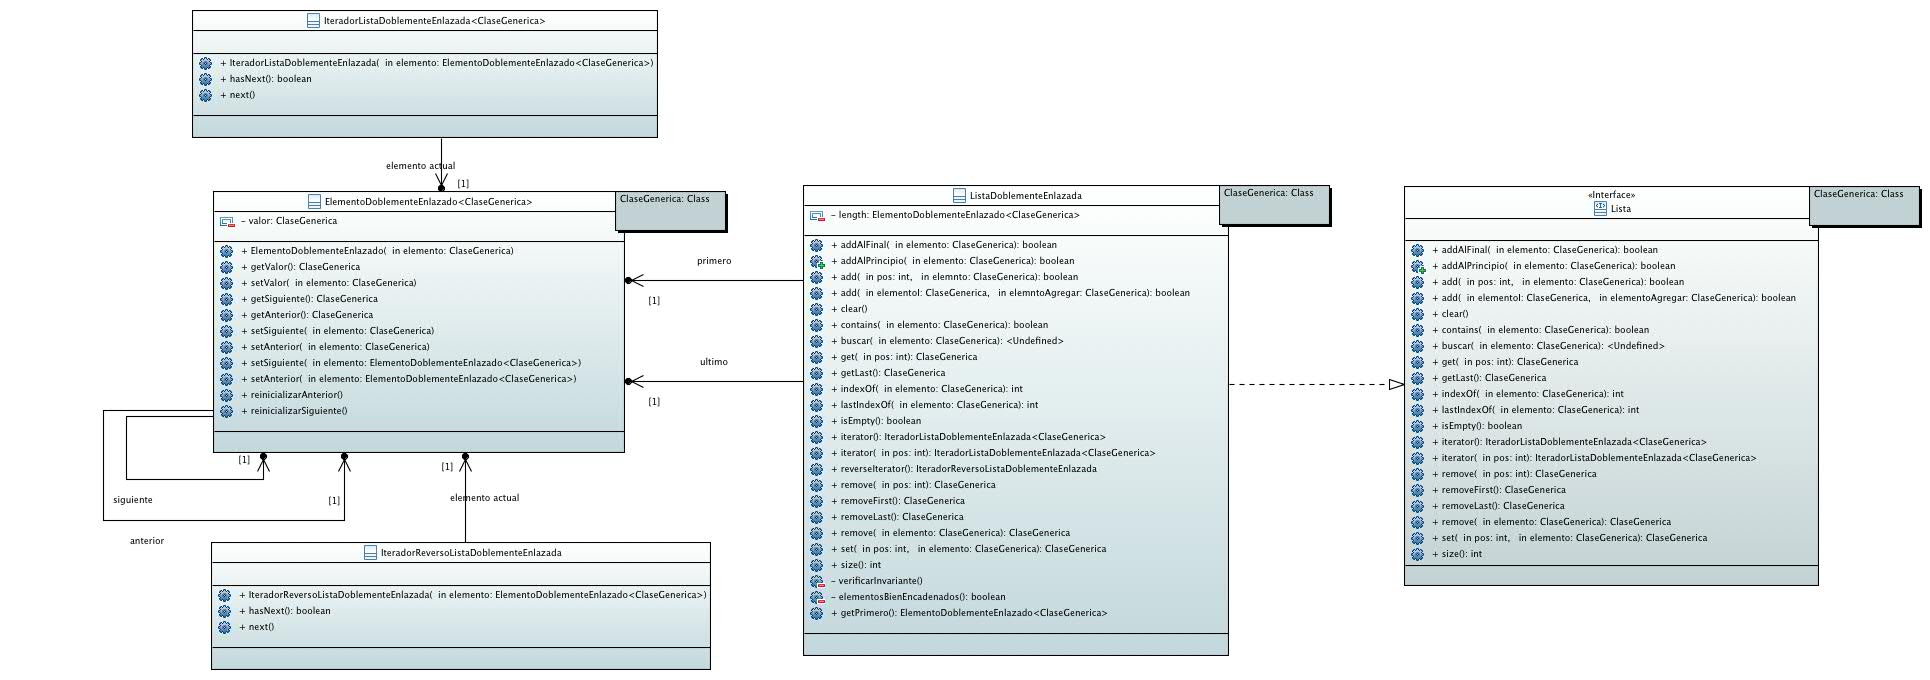 IteradorListaDoblementeEnlazada<ClaseGenerica>
+ IteradorListaDoblementeEnlazada( in elemento: ElementoDoblementeEnlazado<ClaseGenerica>)
+ hasNext(): boolean
+ next()
elemento actual
[1]
ElementoDoblementeEnlazado<ClaseGenerica>
ClaseGenerica: Class
- valor: ClaseGenerica
+ ElementoDoblementeEnlazado( in elemento: ClaseGenerica)
+ getValor(): ClaseGenerica
+ setValor( in elemento: ClaseGenerica)
+ getSiguiente(): ClaseGenerica
+ getAnterior(): ClaseGenerica
+ setSiguiente( in elemento: ClaseGenerica)
+ setAnterior( in elemento: ClaseGenerica)
+ setSiguiente( in elemento: ElementoDoblementeEnlazado<ClaseGenerica>)
+ setAnterior( in elemento: ElementoDoblementeEnlazado<ClaseGenerica>)
+ reinicializarAnterior()
+ reinicializarSiguiente()
[1]
siguiente
[1]
anterior
[1]
elemento actual
IteradorReversoListaDoblementeEnlazada
+ IteradorReversoListaDoblementeEnlazada( in elemento: ElementoDoblementeEnlazado<ClaseGenerica>)
+ hasNext(): boolean
+ next()
primero
[1]
ultimo
[1]
ListaDoblementeEnlazada
ClaseGenerica: Class
- length: ElementoDoblementeEnlazado<ClaseGenerica>
+ addAlFinal( in elemento: ClaseGenerica): boolean
+ addAlPrincipio( in elemento: ClaseGenerica): boolean
+ add( in pos: int, in elemnto: ClaseGenerica): boolean
+ add( in elementoI: ClaseGenerica, in elemntoAgregar: ClaseGenerica): boolean
+ clear()
+ contains( in elemento: ClaseGenerica): boolean
+ buscar( in elemento: ClaseGenerica): <Undefined>
+ get( in pos: int): ClaseGenerica
+ getLast(): ClaseGenerica
+ indexOf( in elemento: ClaseGenerica): int
+ lastIndexOf( in elemento: ClaseGenerica): int
+ isEmpty(): boolean
+ iterator(): IteradorListaDoblementeEnlazada<ClaseGenerica>
+ iterator( in pos: int): IteradorListaDoblementeEnlazada<ClaseGenerica>
+ reverseIterator(): IteradorReversoListaDoblementeEnlazada
+ remove( in pos: int): ClaseGenerica
+ removeFirst(): ClaseGenerica
+ removeLast(): ClaseGenerica
+ remove( in elemento: ClaseGenerica): ClaseGenerica
+ set( in pos: int, in elemento: ClaseGenerica): ClaseGenerica
+ size(): int
- verificarInvariante()
- elementosBienEncadenados(): boolean
+ getPrimero(): ElementoDoblementeEnlazado<ClaseGenerica>
«Interface»
Lista
ClaseGenerica: Class
+ addAlFinal( in elemento: ClaseGenerica): boolean
+ addAlPrincipio( in elemento: ClaseGenerica): boolean
+ add( in pos: int, in elemento: ClaseGenerica): boolean
+ add( in elementoI: ClaseGenerica, in elementoAgregar: ClaseGenerica): boolean
+ clear()
+ contains( in elemento: ClaseGenerica): boolean
+ buscar( in elemento: ClaseGenerica): <Undefined>
+ get( in pos: int): ClaseGenerica
+ getLast(): ClaseGenerica
+ indexOf( in elemento: ClaseGenerica): int
+ lastIndexOf( in elemento: ClaseGenerica): int
+ isEmpty(): boolean
+ iterator(): IteradorListaDoblementeEnlazada<ClaseGenerica>
+ iterator( in pos: int): IteradorListaDoblementeEnlazada<ClaseGenerica>
+ remove( in pos: int): ClaseGenerica
+ removeFirst(): ClaseGenerica
+ removeLast(): ClaseGenerica
+ remove( in elemento: ClaseGenerica): ClaseGenerica
+ set( in pos: int, in elemento: ClaseGenerica): ClaseGenerica
+ size(): int